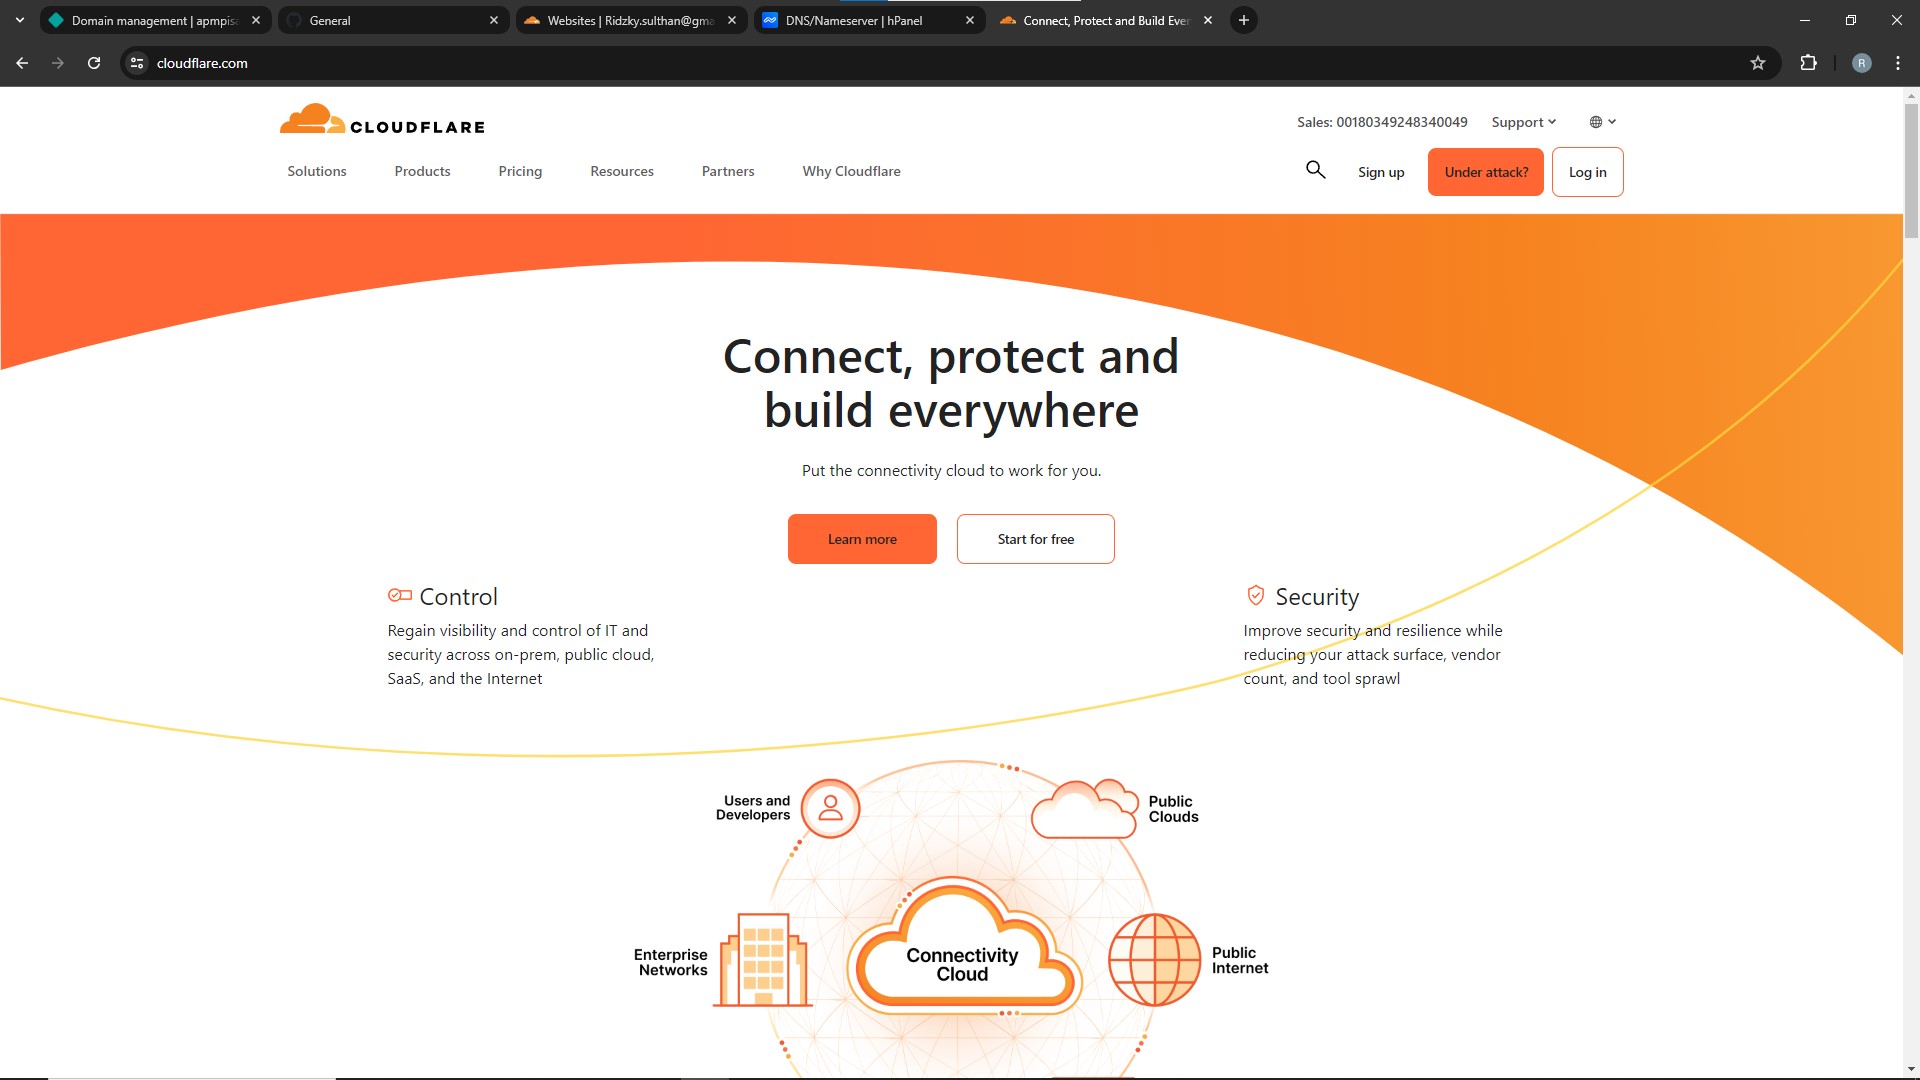 Domain management | apmpis
General
Websites | Ridzky.sulthan@gma
DNS/Nameserver | hPanel
Connect, Protect and Build Ever
cloudflare.com
R
CLOUDFLARE
Sales: 00180349248340049
Support
Solutions
Products
Pricing
Resources
Partners
Why Cloudflare
Sign up
Under attack?
Log in
Connect, protect and
build everywhere
Put the connectivity cloud to work for you.
Learn more
Start for free
Control
Regain visibility and control of IT and
security across on-prem, public cloud,
SaaS, and the Internet
Security
Improve security and resilience while
reducing your attack surface, vendor
count, and tool sprawl
Users and
Developers
Public
Clouds
Enterprise
Networks
Connectivity
Cloud
Public
Internet